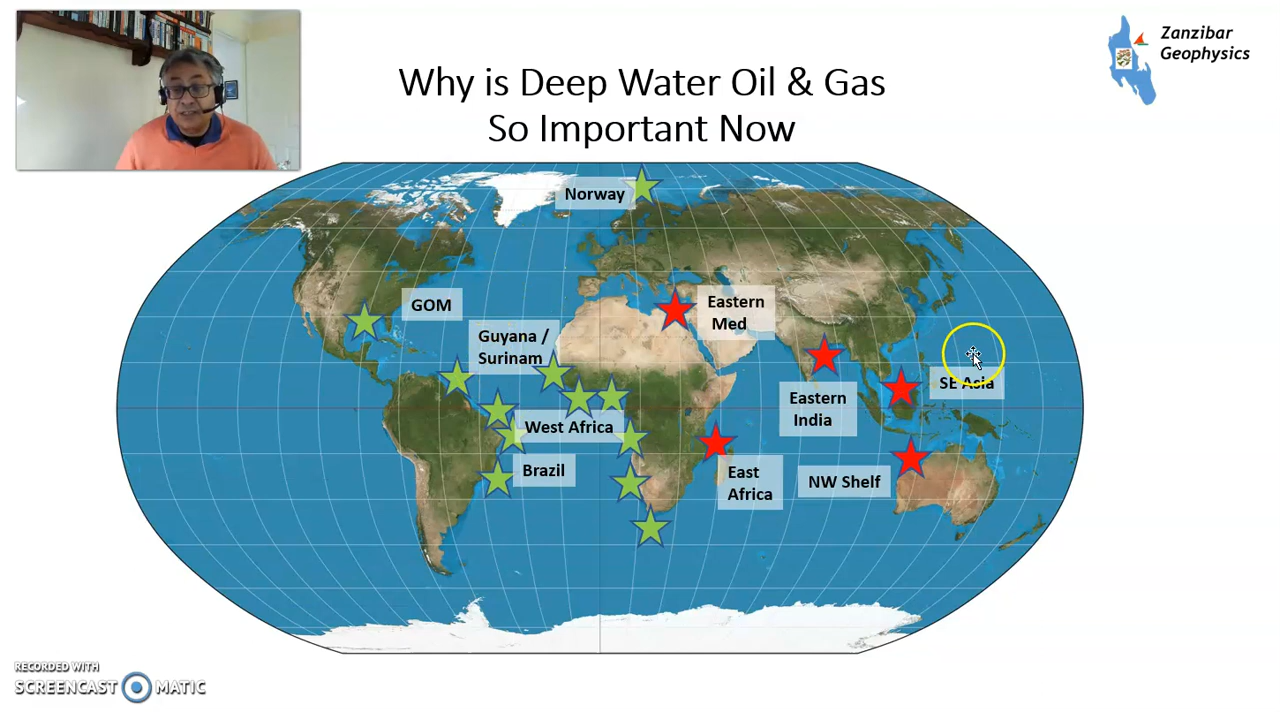 Zanzibar
Geophysics
Why is Deep Water Oil & Gas
So Important Now
Norway
GOM
Eastern
Med
Guyana /
Surinam
SE Asia
Eastern
India
West Africa
Brazil
East
Africa
NW Shelf
RECORDED WITH
SCREENCAST MATIC